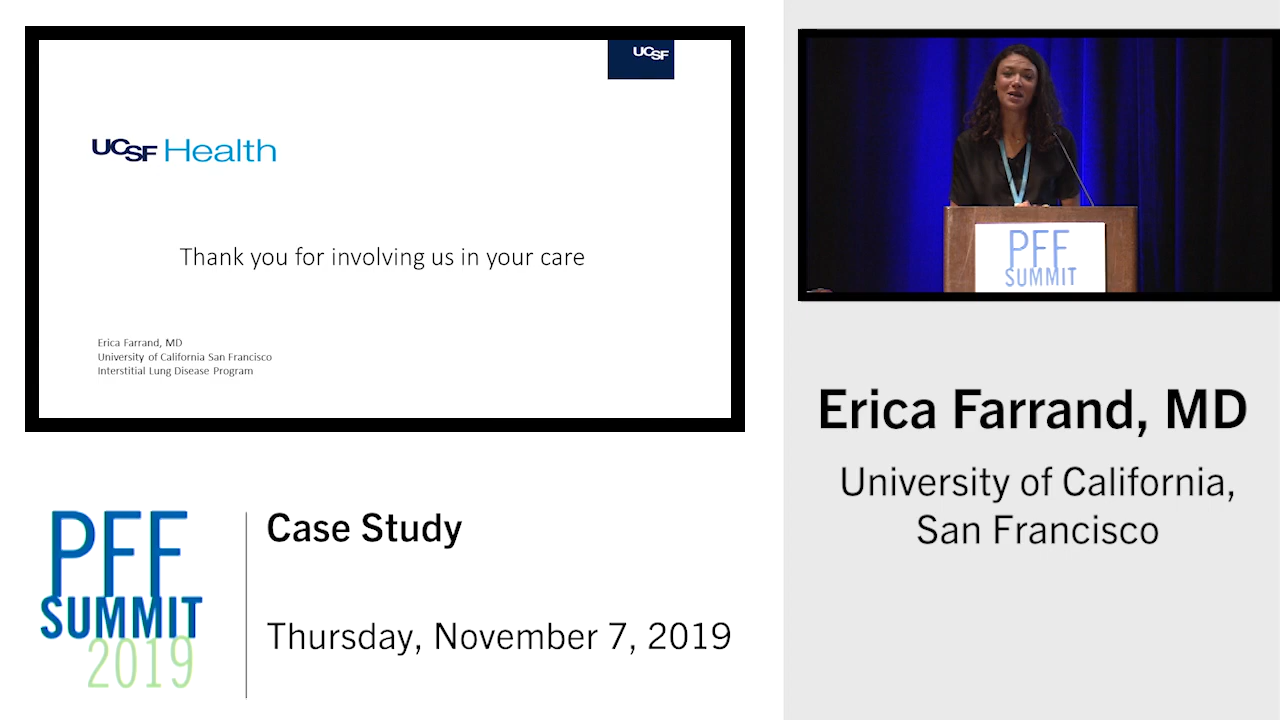 UCSF
UCSF Health
Thank you for involving us in your care
Erica Farrand, MD
University of California San Francisco
Interstitial Lung Disease Program
PFF
SUMMIT
Erica Farrand, MD
University of California,
San Francisco
PFF
SUMMIT
2019
Case Study
Thursday, November 7, 2019